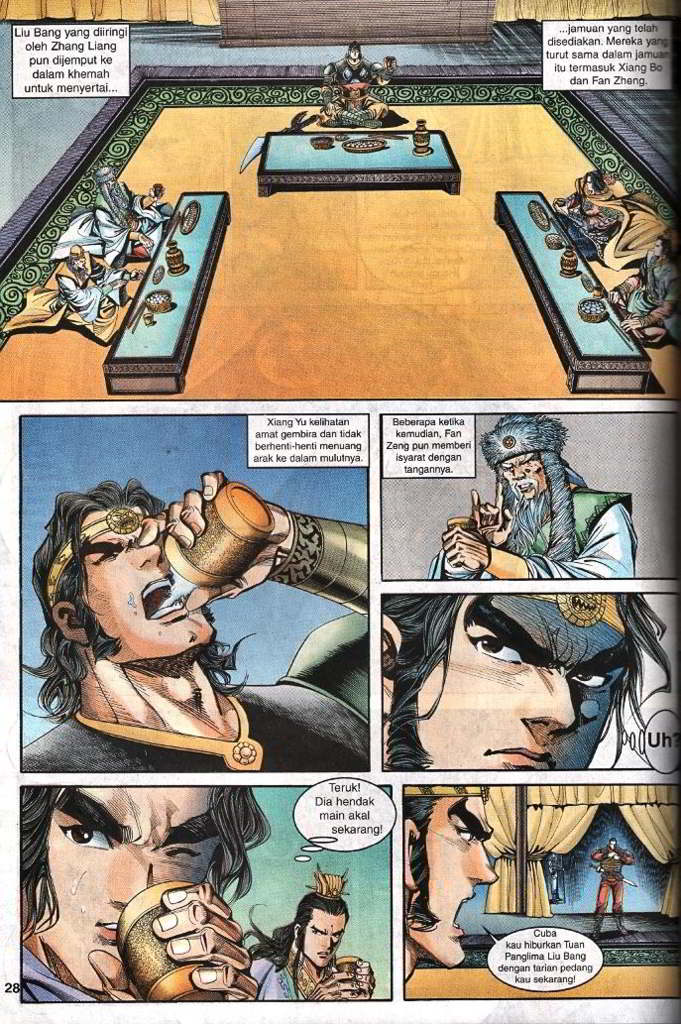 Liu Bang yang diiringi
oleh Zhang Liang
pun dijemput ke
dalam khemah
untuk menyertai...
...jamuan yang telah
disediakan. Mereka yang
turut sama dalam jamuan
itu termasuk Xiang Bo
dan Fan Zheng.
Xiang Yu kelihatan
amat gembira dan tidak
berhenti-henti menuang
arak ke dalam mulutnya.
Beberapa ketika
kemudian, Fan
Zeng pun memberi
isyarat dengan
tangannya.
Uh?
Teruk!
Dia hendak
main akal
sekarang!
Cuba
kau hiburkan Tuan
Panglima Liu Bang
dengan tarian pedang
kau sekarang!
28